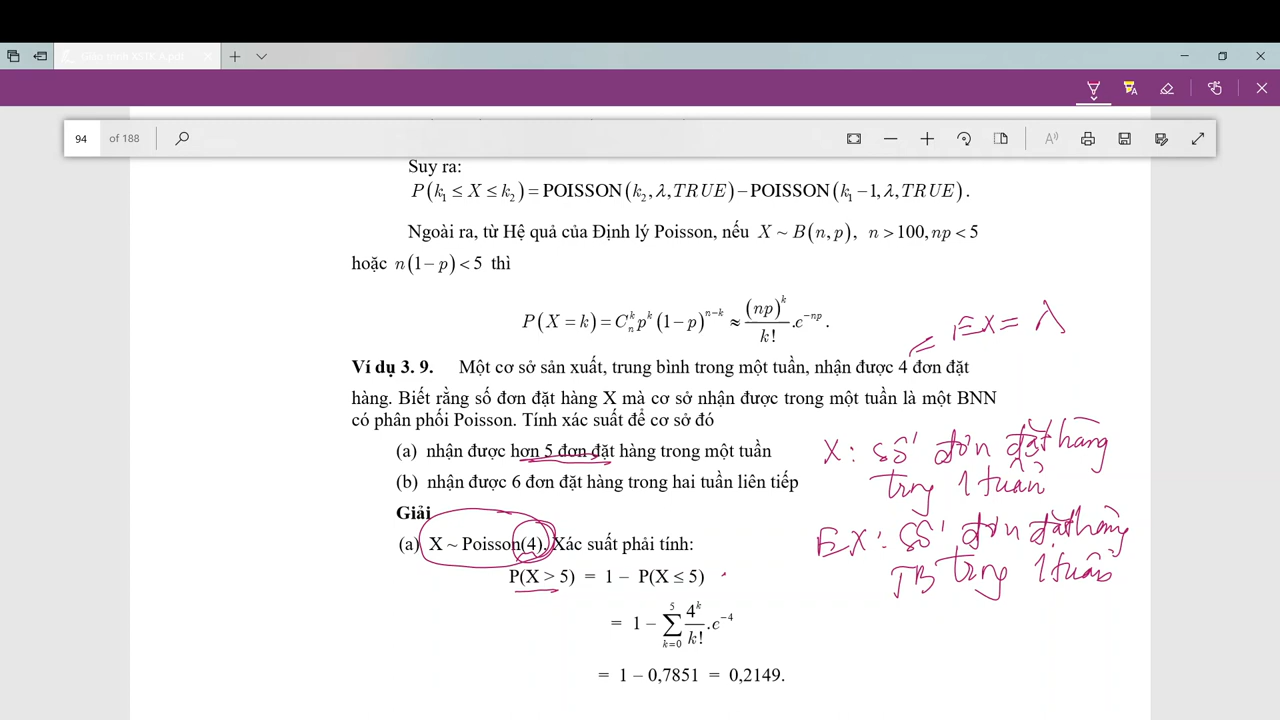 94 of 188
Suy ra:
P(k₁ ≤ X ≤ k₂) = POISSON(k₂, λ, TRUE) − POISSON(k₁ −1, λ, TRUE).
Ngoài ra, từ Hệ quả của Định lý Poisson, nếu X ~ B(n, p), n > 100, np < 5
hoặc n(1− p) < 5 thì
P(X = k) = Cₙᵏ pᵏ (1− p)ⁿ⁻ᵏ ≈ (np)ᵏ / k! .e⁻ⁿᵖ.
= EX = λ
Ví dụ 3. 9. Một cơ sở sản xuất, trung bình trong một tuần, nhận được 4 đơn đặt
hàng. Biết rằng số đơn đặt hàng X mà cơ sở nhận được trong một tuần là một BNN
có phân phối Poisson. Tính xác suất để cơ sở đó
(a) nhận được hơn 5 đơn đặt hàng trong một tuần
(b) nhận được 6 đơn đặt hàng trong hai tuần liên tiếp
X: số đơn đặt hàng
trng 1 tuần
Giải
(a) X ~ Poisson(4). Xác suất phải tính:
EX: số đơn đặt hàng
TB trng 1 tuần
P(X > 5) = 1 − P(X ≤ 5)
= 1 − ∑ₖ₌₀⁵ 4ᵏ / k! .e⁻⁴
= 1 − 0,7851 = 0,2149.